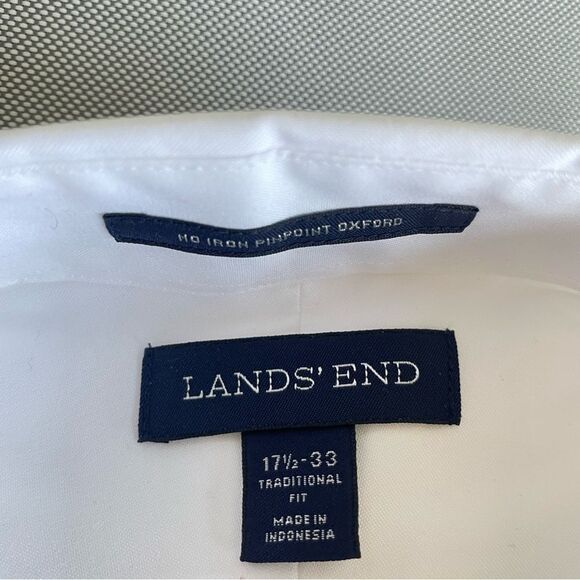 NO IRON PINPOINT OXFORD
LANDS' END
17½-33
TRADITIONAL
FIT
MADE IN
INDONESIA